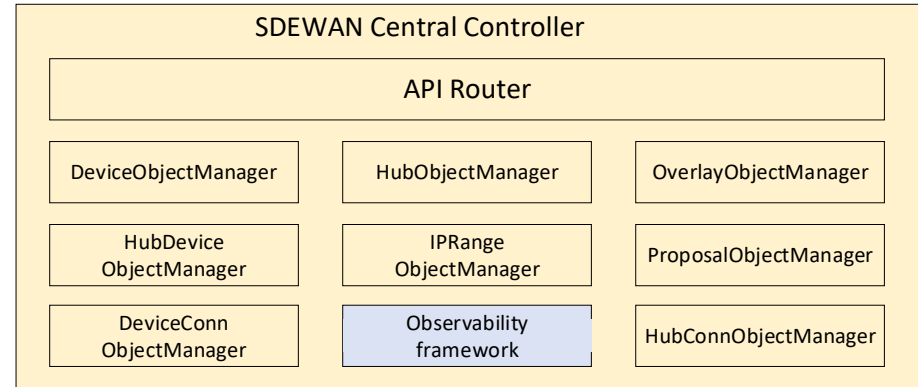 SDEWAN Central Controller
API Router
DeviceObjectManager
HubObjectManager
OverlayObjectManager
HubDevice
ObjectManager
IPRange
ObjectManager
ProposalObjectManager
DeviceConn
ObjectManager
Observability
framework
HubConnObjectManager